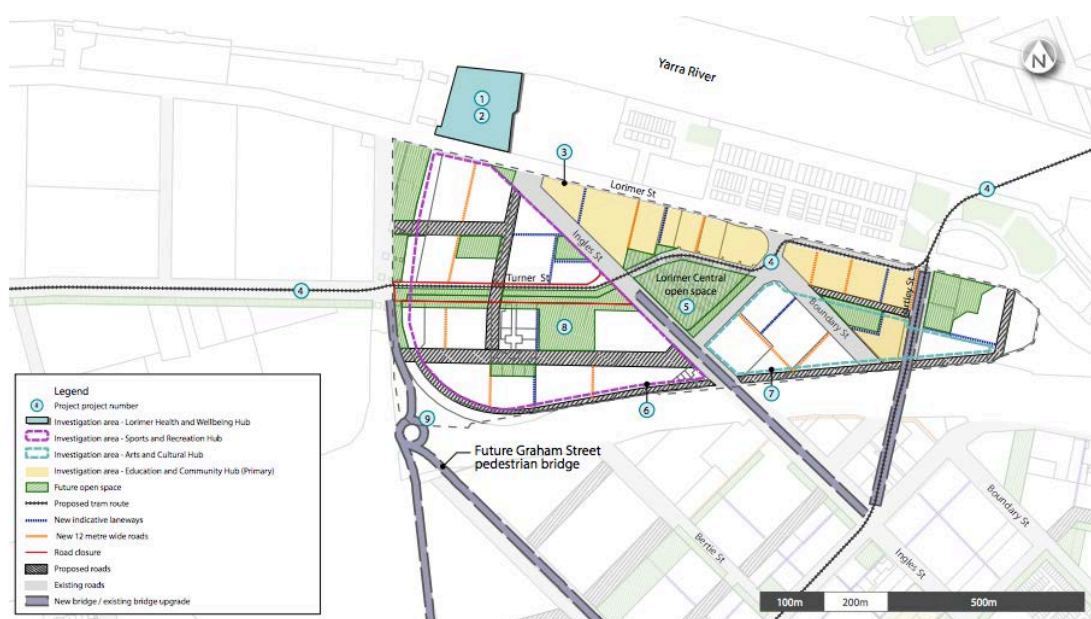 N
Yarra River
1
2
3
Lorimer St
4
Ingles St
4
Turner St
Lorimer Central
open space
5
4
8
Boundary St
6
7
9
Future Graham Street
pedestrian bridge
Bertie St
Ingles St
Boundary St
Legend
Project project number
Investigation area - Lorimer Health and Wellbeing Hub
Investigation area - Sports and Recreation Hub
Investigation area - Arts and Cultural Hub
Investigation area - Education and Community Hub (Primary)
Future open space
Proposed tram route
New indicative laneways
New 12 metre wide roads
Road closure
Proposed roads
Existing roads
New bridge / existing bridge upgrade
100m 200m 500m